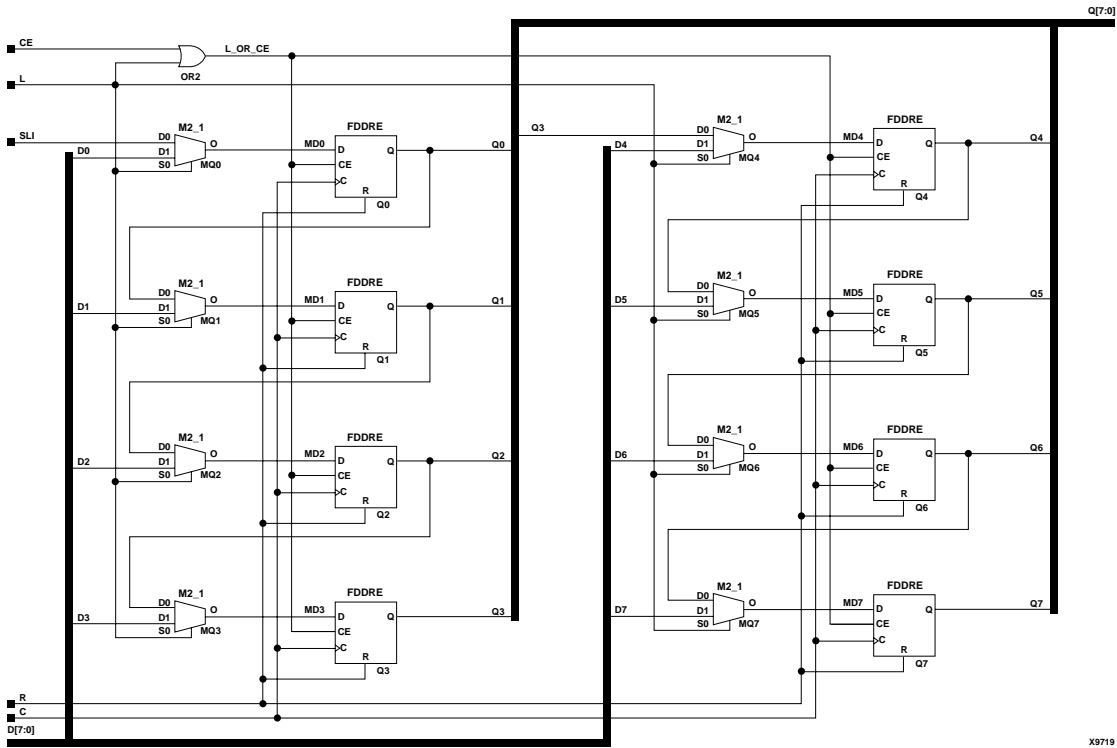 Q[7:0]
CE
L_OR_CE
OR2
L
SLI
M2_1
D0
D0
D1
S0
O
MQ0
MD0
FDDRE
D
CE
C
R
Q
Q0
Q0
M2_1
D1
D0
D1
S0
O
MQ1
MD1
FDDRE
D
CE
C
R
Q
Q1
Q1
M2_1
D2
D0
D1
S0
O
MQ2
MD2
FDDRE
D
CE
C
R
Q
Q2
Q2
M2_1
D3
D0
D1
S0
O
MQ3
MD3
FDDRE
D
CE
C
R
Q
Q3
Q3
Q3
M2_1
D4
D0
D1
S0
O
MQ4
MD4
FDDRE
D
CE
C
R
Q
Q4
Q4
M2_1
D5
D0
D1
S0
O
MQ5
MD5
FDDRE
D
CE
C
R
Q
Q5
Q5
M2_1
D6
D0
D1
S0
O
MQ6
MD6
FDDRE
D
CE
C
R
Q
Q6
Q6
M2_1
D7
D0
D1
S0
O
MQ7
MD7
FDDRE
D
CE
C
R
Q
Q7
Q7
R
C
D[7:0]
X9719